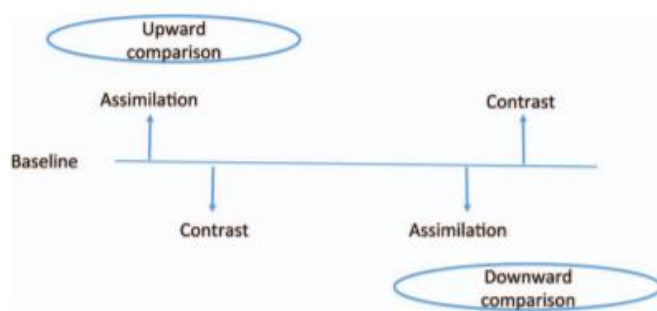 Upward
comparison
Assimilation
Contrast
Baseline
Contrast
Assimilation
Downward
comparison